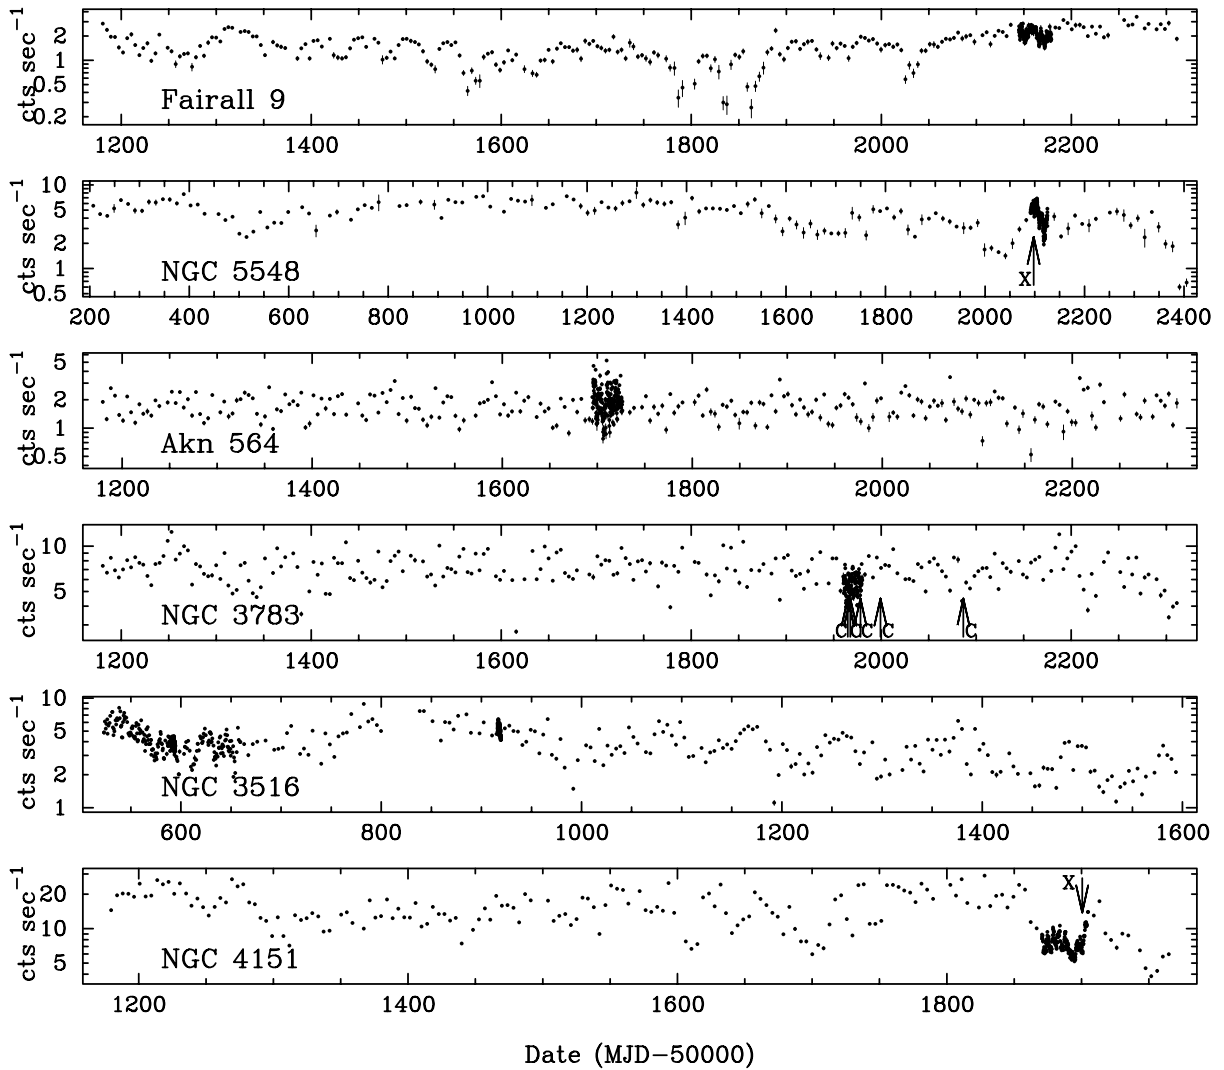 cts sec−1
2
1
0.5
0.2
Fairall 9
1200 1400 1600 1800 2000 2200
cts sec−1
10
5
2
1
0.5
NGC 5548
X
200 400 600 800 1000 1200 1400 1600 1800 2000 2200 2400
cts sec−1
5
2
1
0.5
Akn 564
1200 1400 1600 1800 2000 2200
cts sec−1
10
5
NGC 3783
C C C C C
1200 1400 1600 1800 2000 2200
cts sec−1
10
5
2
1
NGC 3516
600 800 1000 1200 1400 1600
cts sec−1
20
10
5
X
NGC 4151
1200 1400 1600 1800
Date (MJD−50000)